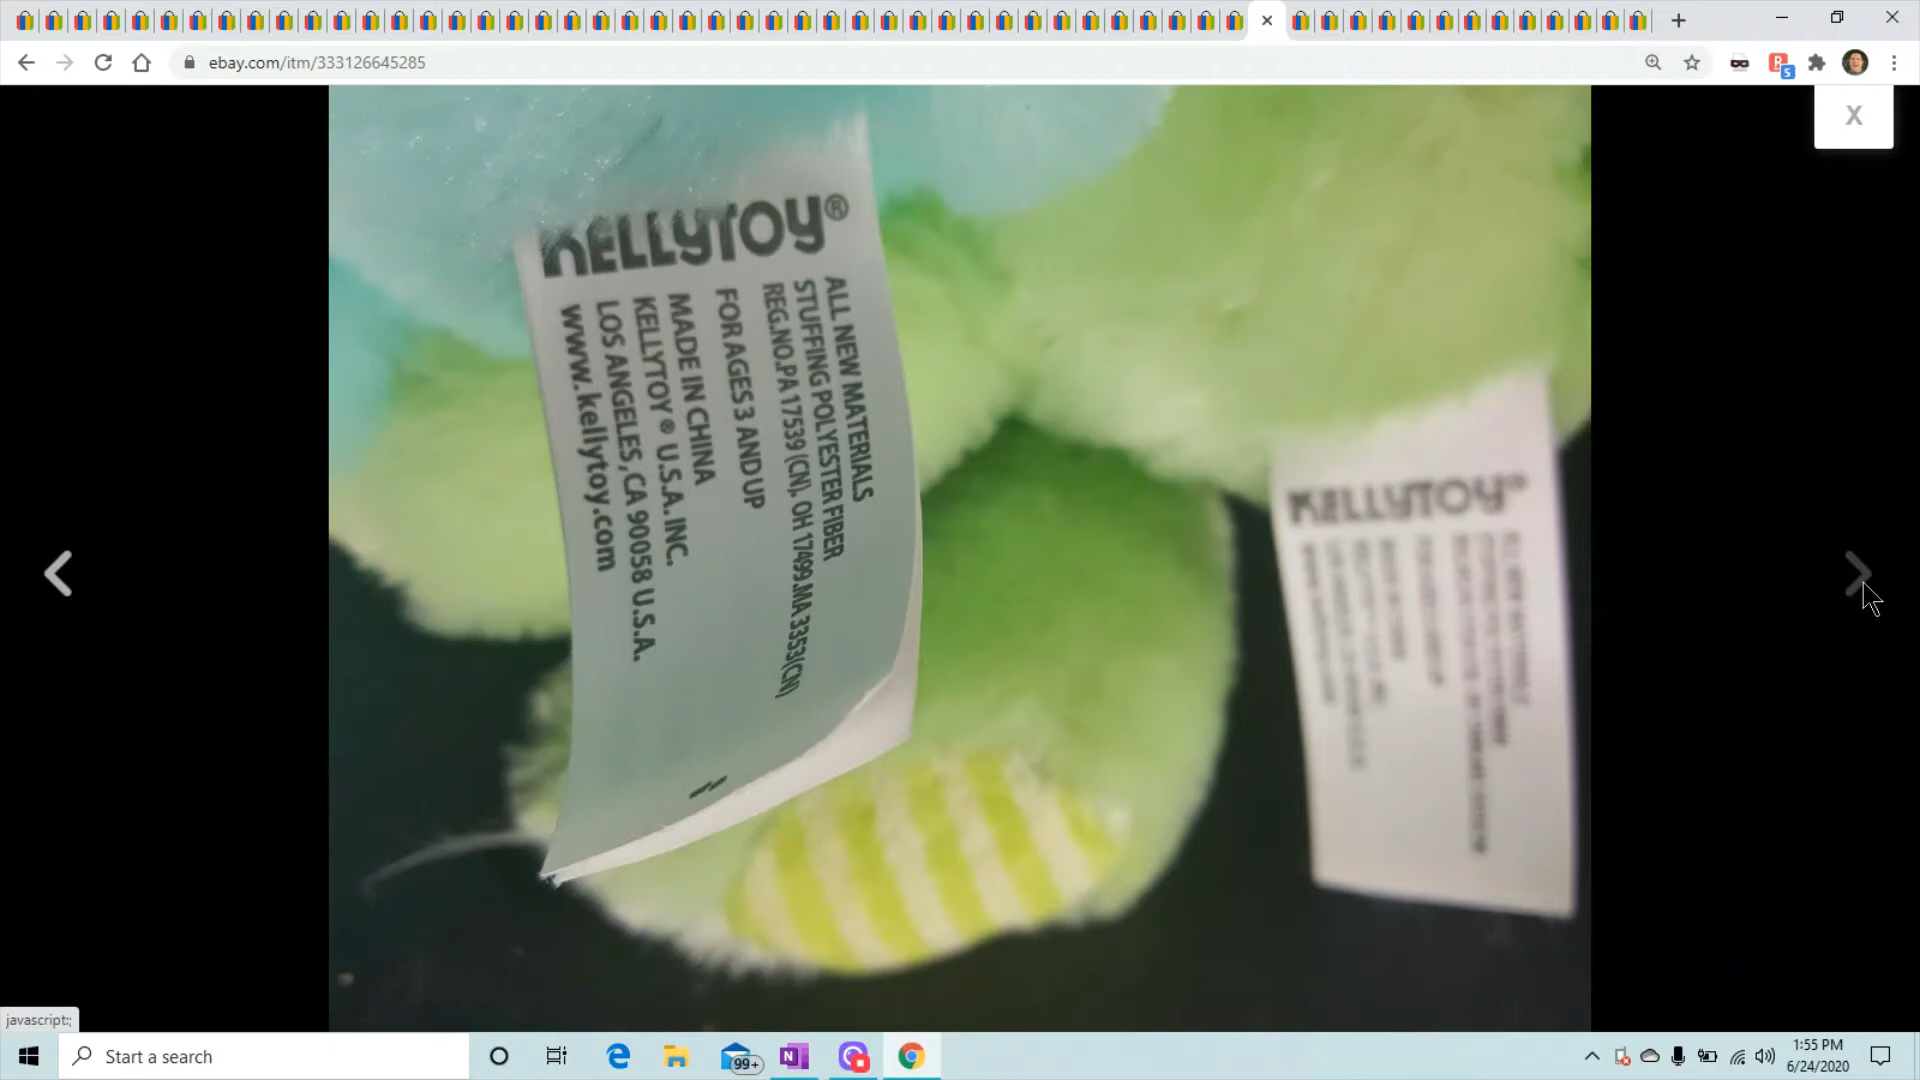 ebay.com/itm/333126645285
5
X
KELLYTOY®
ALL NEW MATERIALS
STUFFING POLYESTER FIBER
REG.NO.PA 17539 (CN), OH 17499.MA 3353(CN)
FOR AGES 3 AND UP
MADE IN CHINA
KELLYTOY® U.S.A. INC.
LOS ANGELES, CA 90058 U.S.A.
www.kellytoy.com
KELLYTOY®
javascript:;
Start a search
99+
N
1:55 PM
6/24/2020